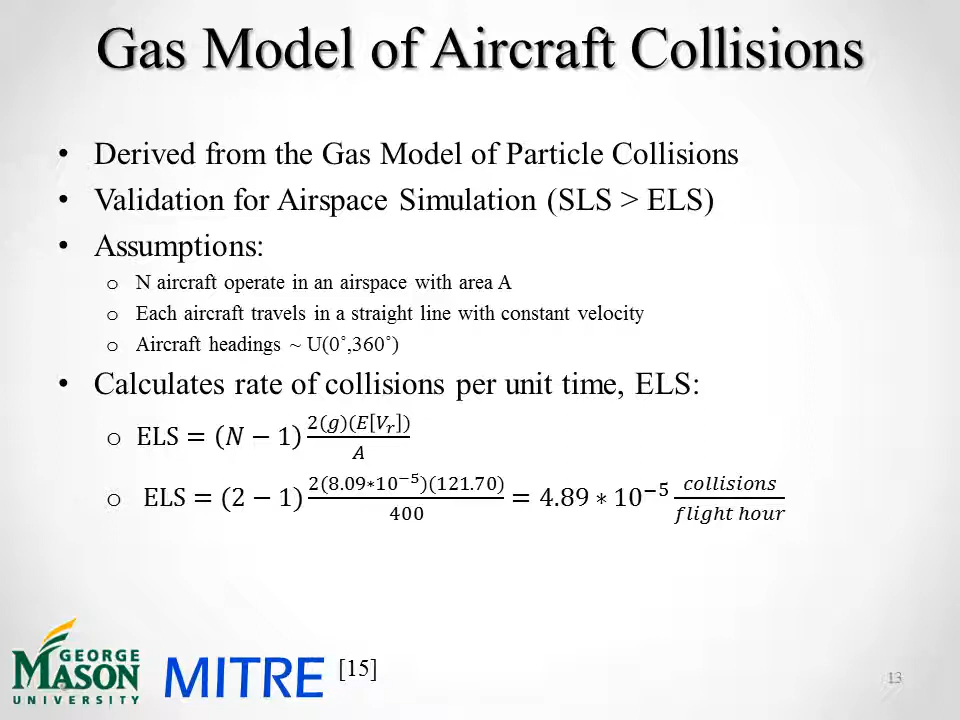 Gas Model of Aircraft Collisions
• Derived from the Gas Model of Particle Collisions
• Validation for Airspace Simulation (SLS > ELS)
• Assumptions:
o N aircraft operate in an airspace with area A
o Each aircraft travels in a straight line with constant velocity
o Aircraft headings ~ U(0˚,360˚)
• Calculates rate of collisions per unit time, ELS:
o ELS = (N − 1) 2(g)(E[Vr]) / A
o ELS = (2 − 1) 2(8.09∗10⁻⁵)(121.70) / 400 = 4.89 ∗ 10⁻⁵ collisions / flight hour
GEORGE
MASON
UNIVERSITY
MITRE
[15]
13